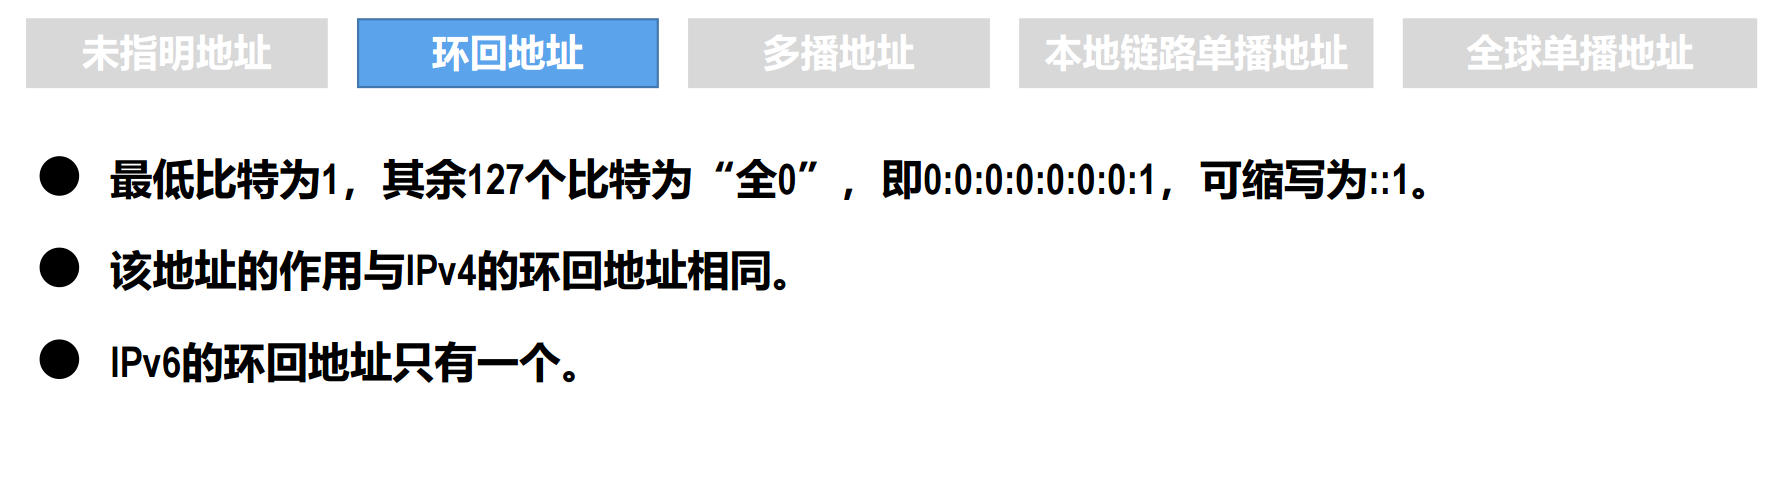 未指明地址
环回地址
多播地址
本地链路单播地址
全球单播地址
最低比特为1，其余127个比特为“全0”，即0:0:0:0:0:0:0:1，可缩写为::1。
该地址的作用与IPv4的环回地址相同。
IPv6的环回地址只有一个。